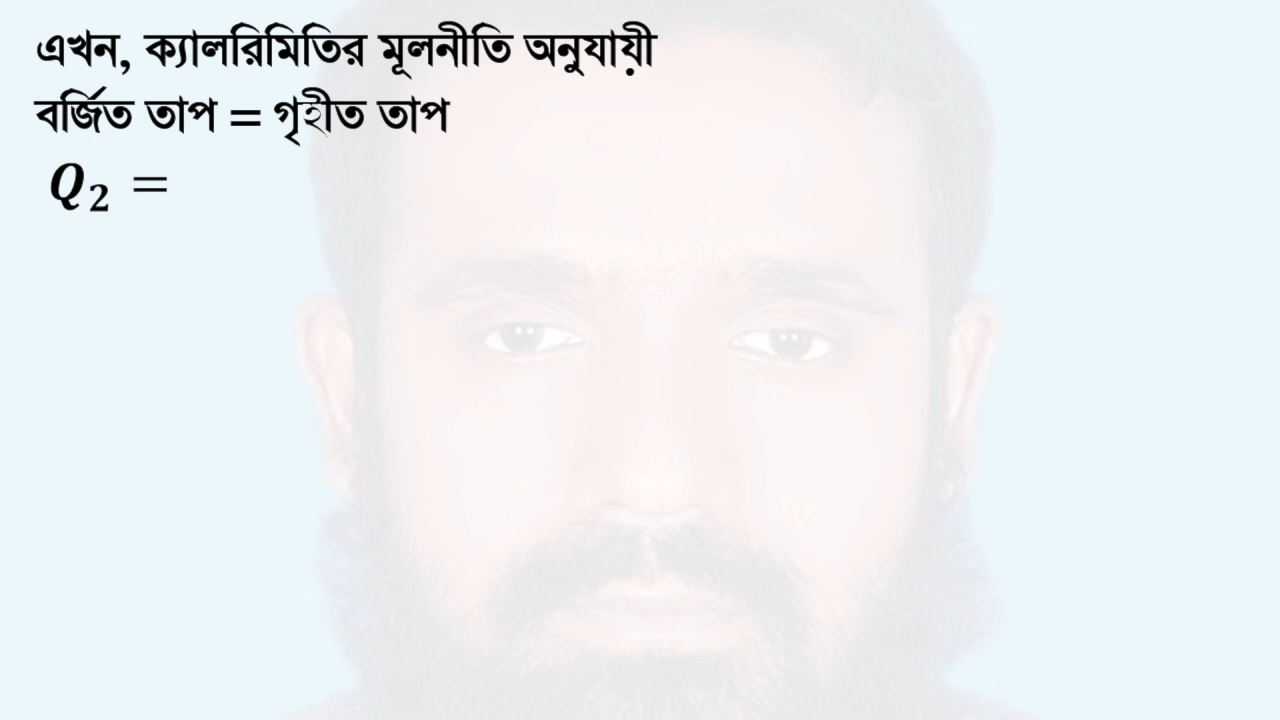 এখন, ক্যালরিমিতির মূলনীতি অনুযায়ী
বর্জিত তাপ = গৃহীত তাপ
Q₂ =